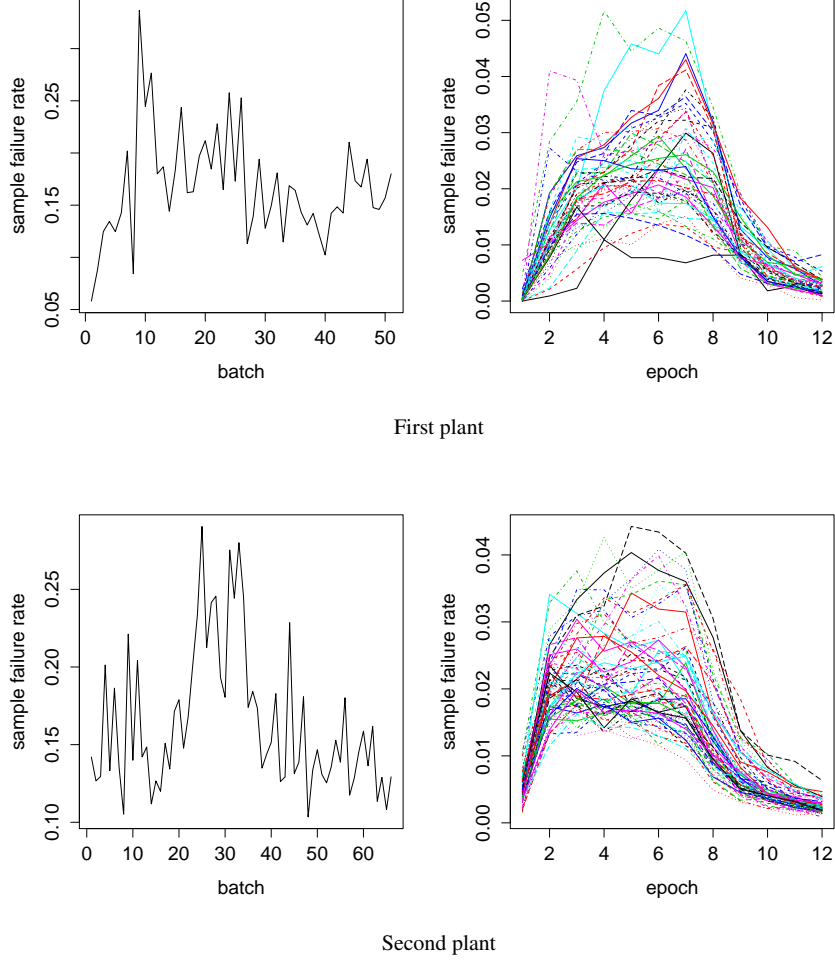 sample failure rate
0.05 0.15 0.25
0 10 20 30 40 50
batch
sample failure rate
0.00 0.01 0.02 0.03 0.04 0.05
2 4 6 8 10 12
epoch
First plant
sample failure rate
0.10 0.15 0.20 0.25
0 10 20 30 40 50 60
batch
sample failure rate
0.00 0.01 0.02 0.03 0.04
2 4 6 8 10 12
epoch
Second plant